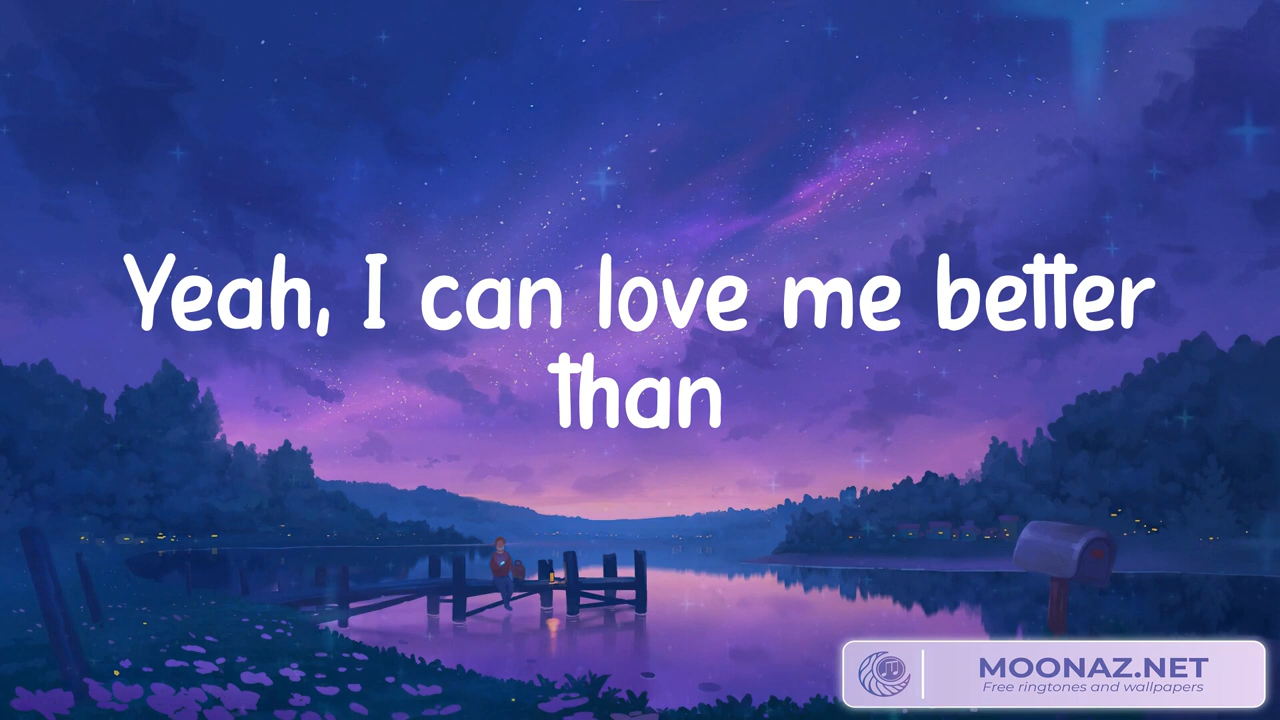 Yeah, I can love me better
than
MOONAZ.NET
Free ringtones and wallpapers